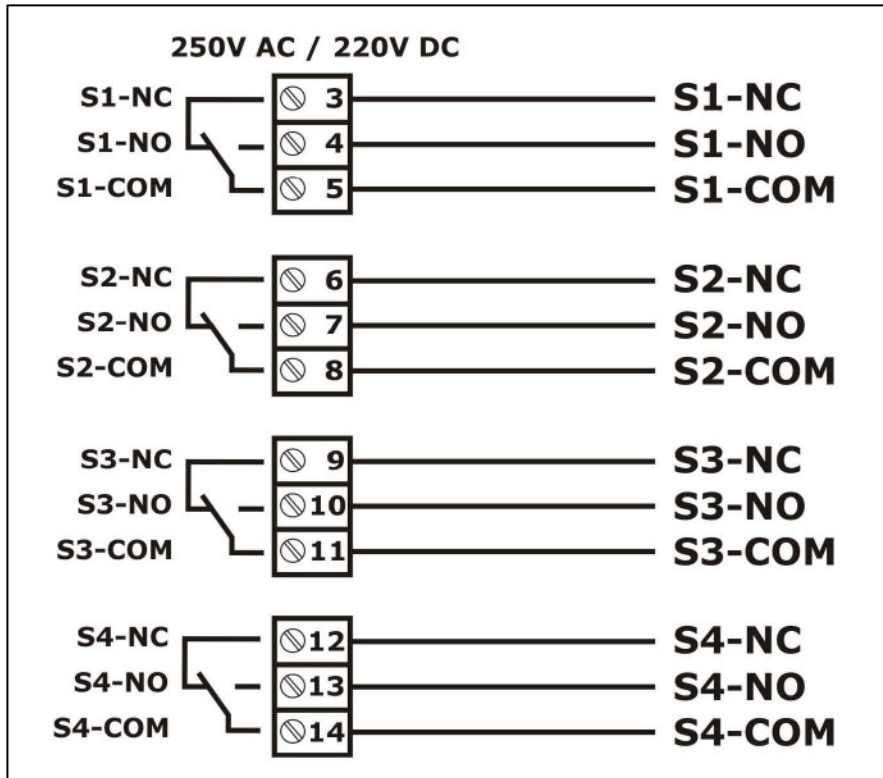 250V AC / 220V DC
S1-NC 3 S1-NC
S1-NO 4 S1-NO
S1-COM 5 S1-COM
S2-NC 6 S2-NC
S2-NO 7 S2-NO
S2-COM 8 S2-COM
S3-NC 9 S3-NC
S3-NO 10 S3-NO
S3-COM 11 S3-COM
S4-NC 12 S4-NC
S4-NO 13 S4-NO
S4-COM 14 S4-COM